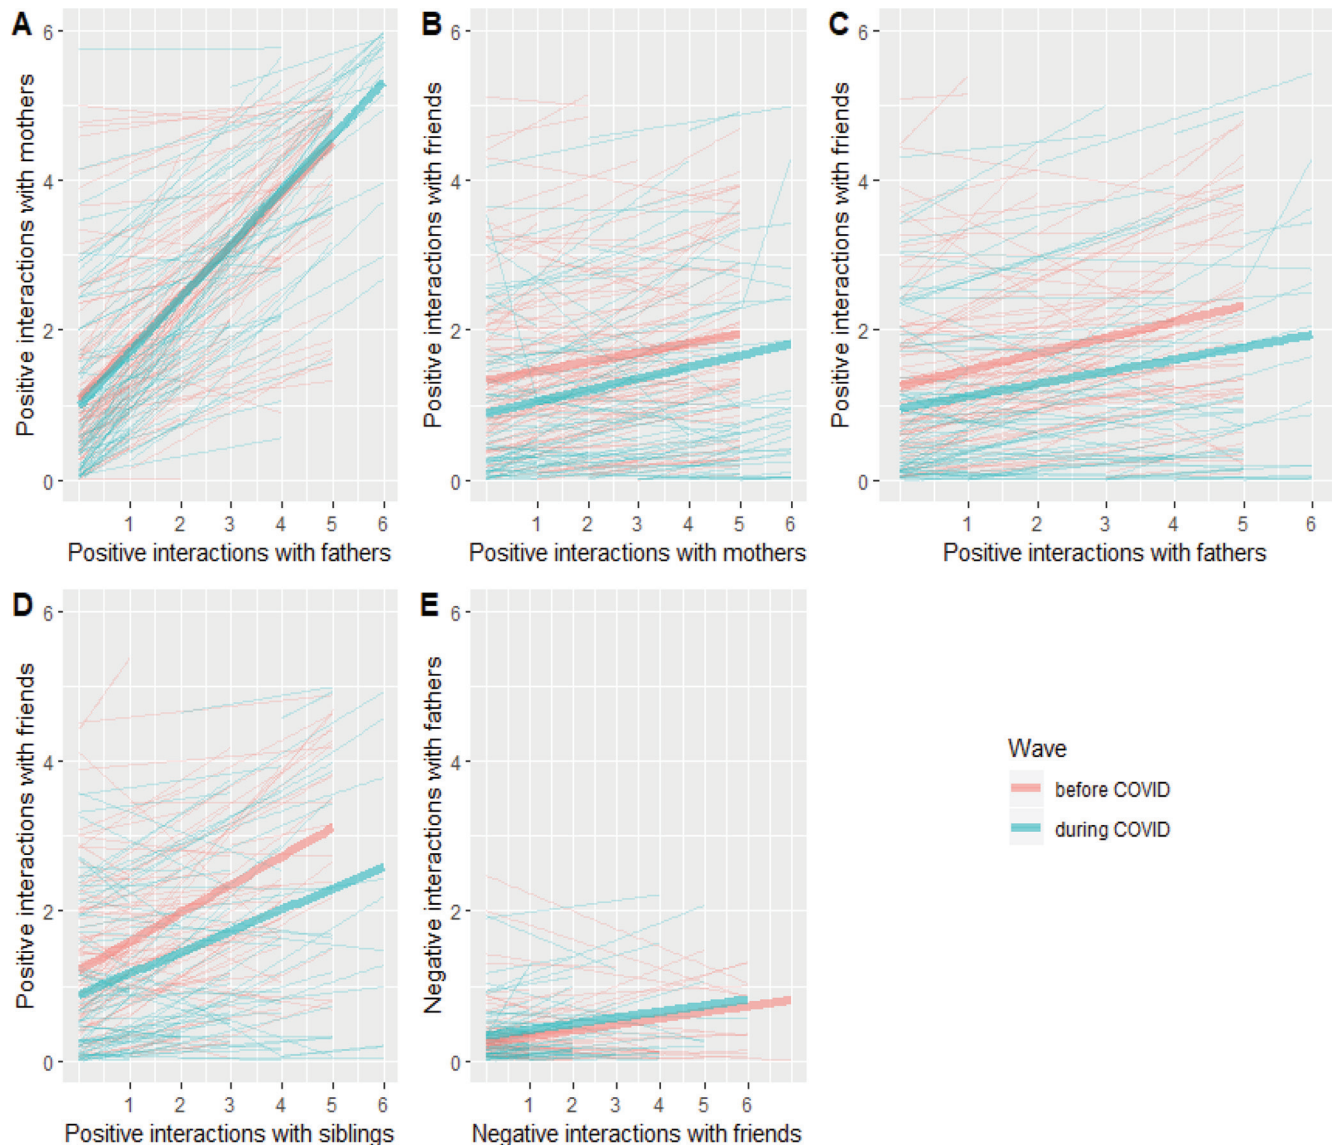 A
Positive interactions with mothers
6
4
2
0
1 2 3 4 5 6
Positive interactions with fathers
B
Positive interactions with friends
6
4
2
0
1 2 3 4 5 6
Positive interactions with mothers
C
Positive interactions with friends
6
4
2
0
1 2 3 4 5 6
Positive interactions with fathers
D
Positive interactions with friends
6
4
2
0
1 2 3 4 5 6
Positive interactions with siblings
E
Negative interactions with fathers
6
4
2
0
1 2 3 4 5 6
Negative interactions with friends
Wave
before COVID
during COVID